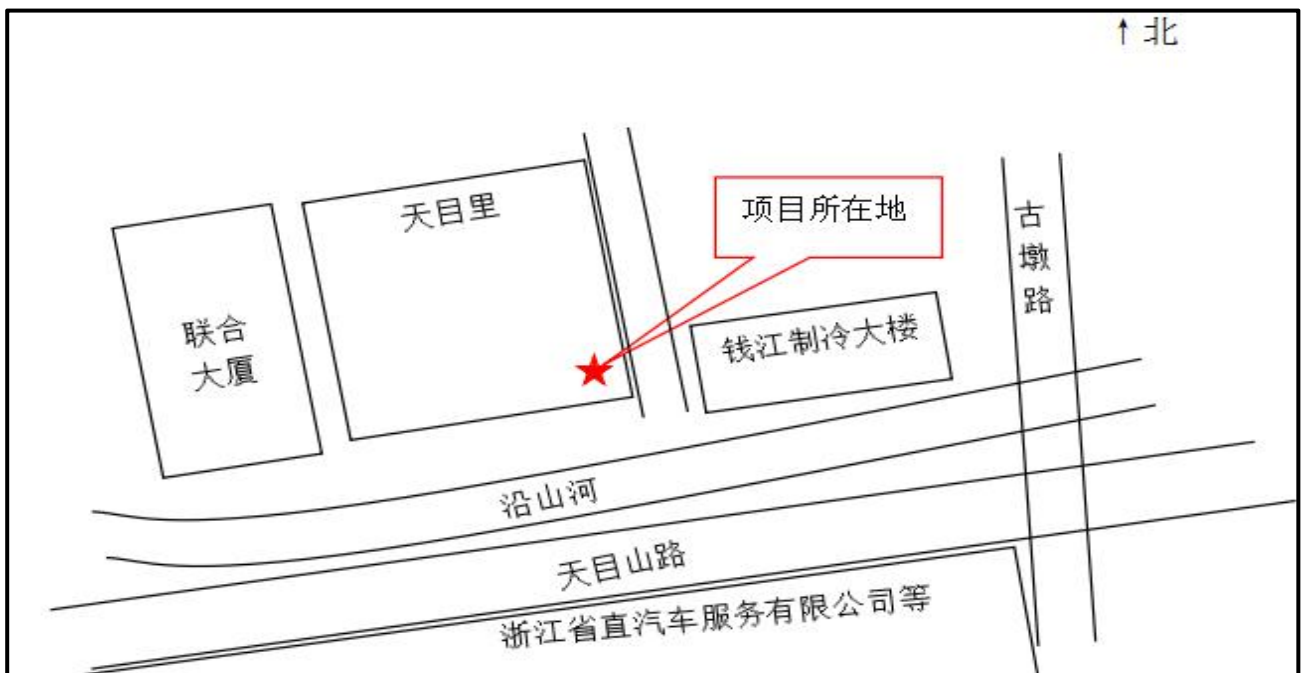 ↑北
天目里
项目所在地
古墩路
联合
大厦
钱江制冷大楼
沿山河
天目山路
浙江省直汽车服务有限公司等